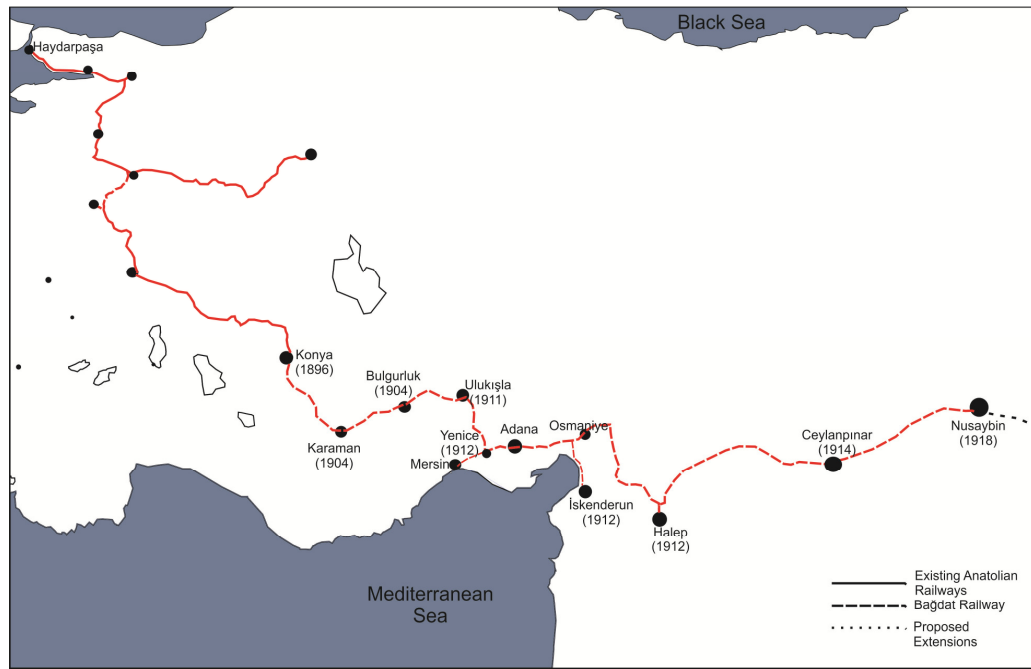 Black Sea
Haydarpaşa
Konya
(1896)
Bulgurluk
(1904)
Ulukışla
(1911)
Karaman
(1904)
Yenice
(1912)
Mersin
Adana
Osmaniye
İskenderun
(1912)
Halep
(1912)
Ceylanpınar
(1914)
Nusaybin
(1918)
Mediterranean
Sea
Existing Anatolian
Railways
Bağdat Railway
Proposed
Extensions